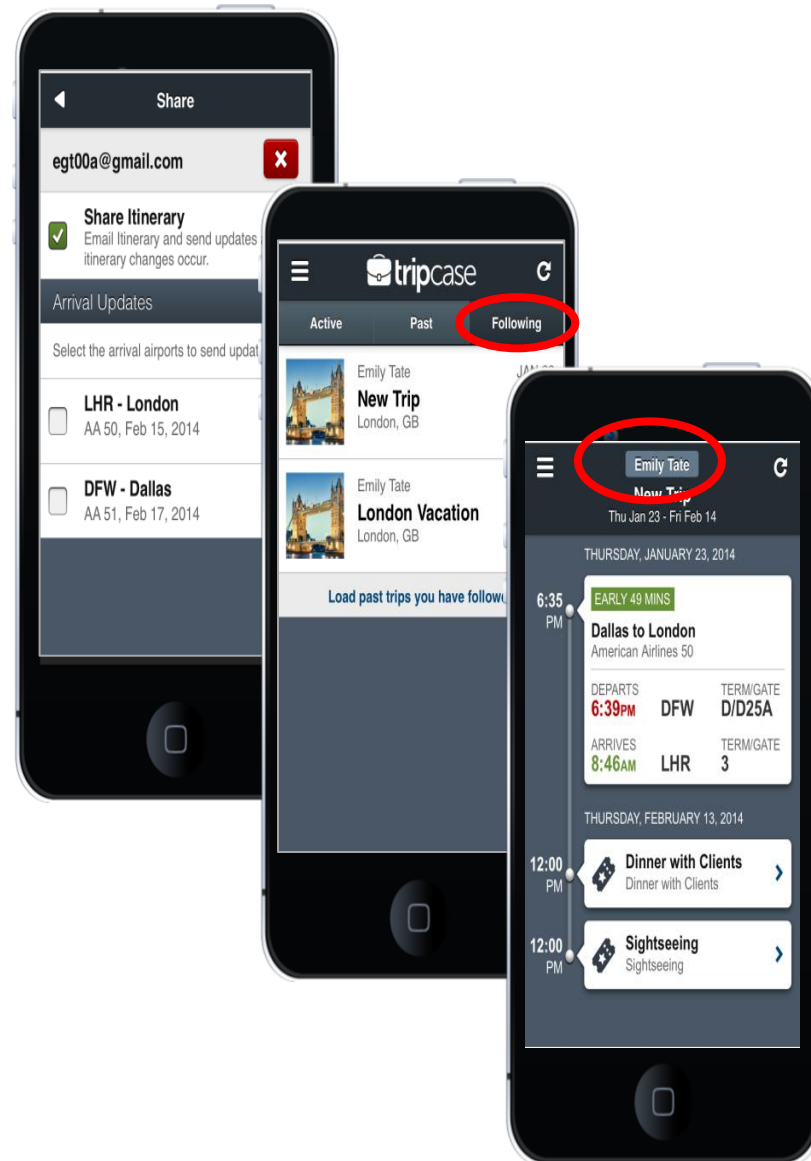 Share
egt00a@gmail.com
Share Itinerary
Email Itinerary and send updates
itinerary changes occur.
Arrival Updates
Select the arrival airports to send
LHR - London
AA 50, Feb 15, 2014
DFW - Dallas
AA 51, Feb 17, 2014
tripcase
Active Past Following
Emily Tate
New Trip
London, GB
Emily Tate
London Vacation
London, GB
Load past trips you have
Emily Tate
New Trip
Thu Jan 23 - Fri Feb 14
THURSDAY, JANUARY 23, 2014
6:35 PM
EARLY 49 MINS
Dallas to London
American Airlines 50
DEPARTS TERM/GATE
6:39PM DFW D/D25A
ARRIVES TERM/GATE
8:46AM LHR 3
THURSDAY, FEBRUARY 13, 2014
12:00 PM
Dinner with Clients
Dinner with Clients
12:00 PM
Sightseeing
Sightseeing